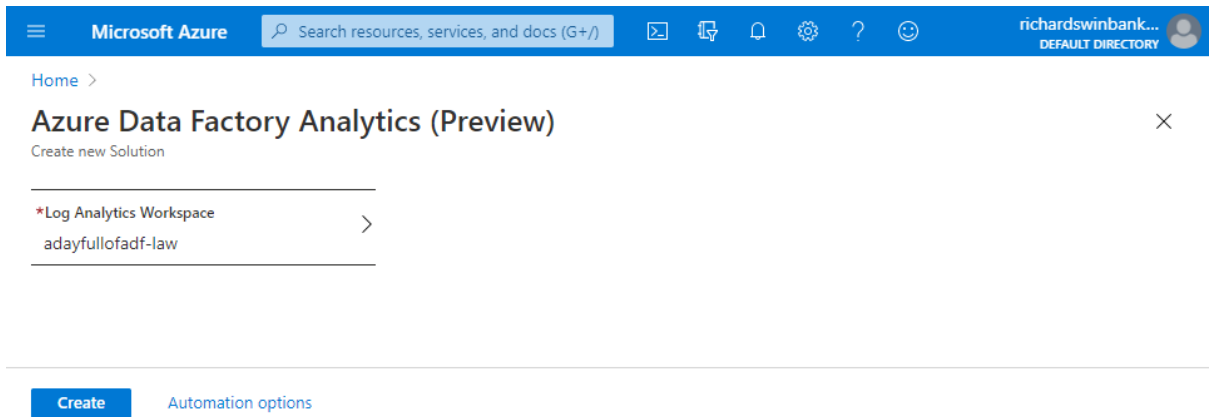 Microsoft Azure
Search resources, services, and docs (G+/)
richardswinbank...
DEFAULT DIRECTORY
Home >
Azure Data Factory Analytics (Preview)
Create new Solution
*Log Analytics Workspace
adayfullofadf-law
Create
Automation options